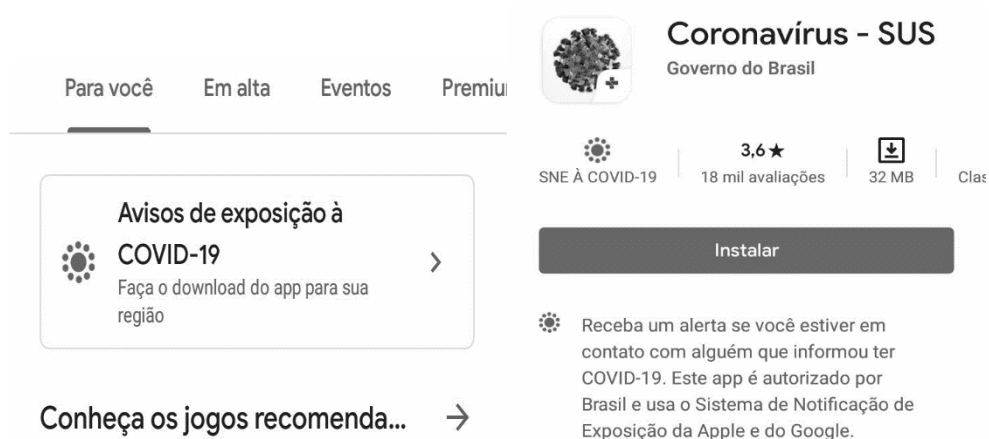 Para você Em alta Eventos Premiu
Avisos de exposição à
COVID-19
Faça o download do app para sua
região
Conheça os jogos recomenda...
Coronavírus - SUS
Governo do Brasil
SNE À COVID-19
3,6★
18 mil avaliações
32 MB
Clas
Instalar
Receba um alerta se você estiver em
contato com alguém que informou ter
COVID-19. Este app é autorizado por
Brasil e usa o Sistema de Notificação de
Exposição da Apple e do Google.